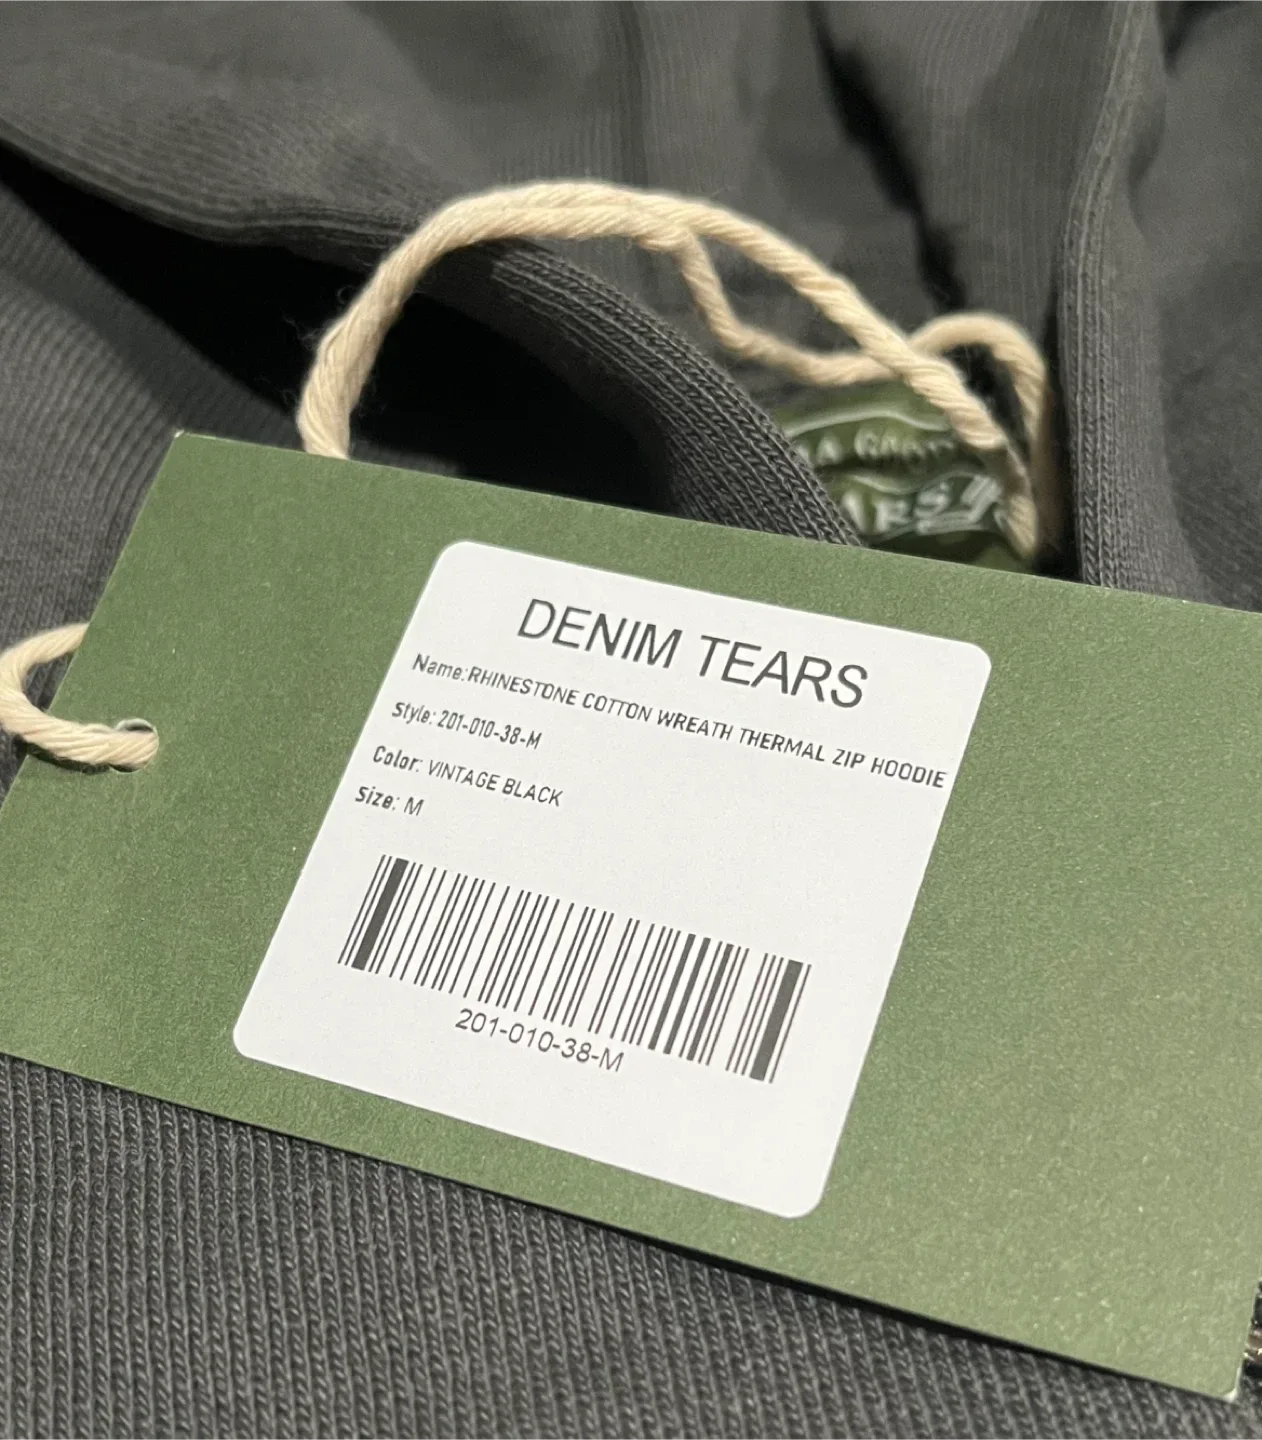 DENIM TEARS
Name:RHINESTONE COTTON WREATH THERMAL ZIP HOODIE
Style: 201-010-38-M
Color: VINTAGE BLACK
Size: M
201-010-38-M